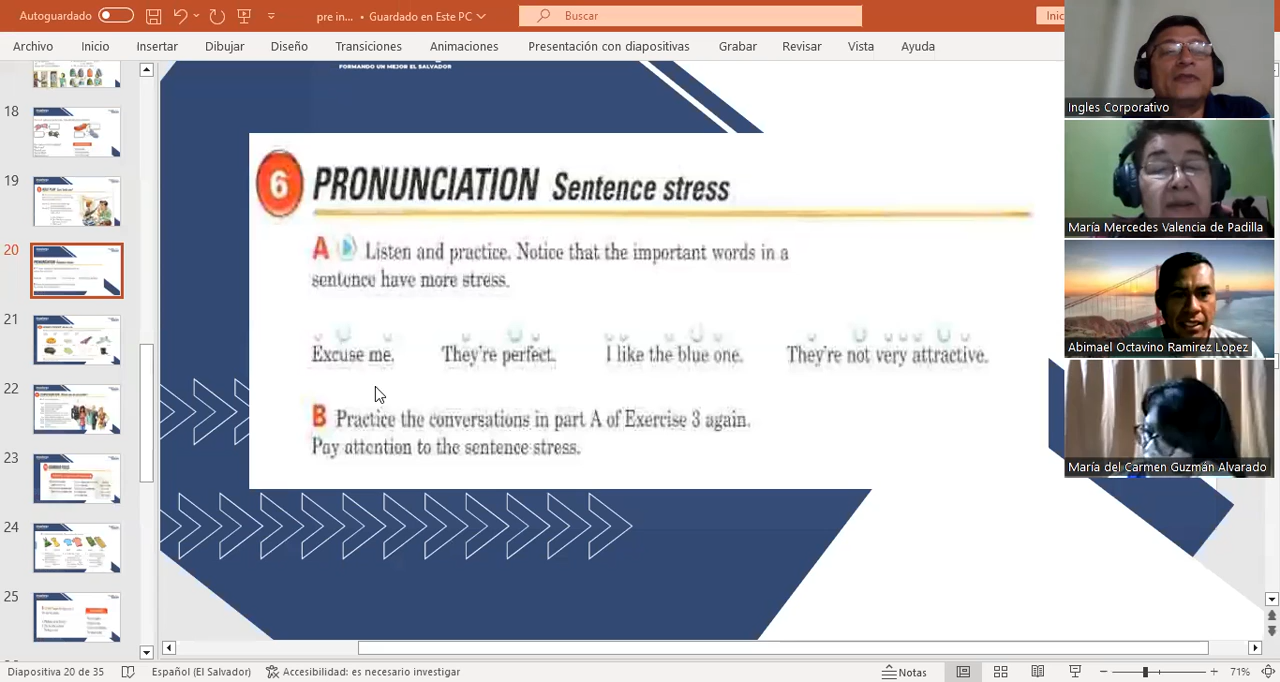 Autoguardado
pre in... • Guardado en Este PC
Buscar
Inic
Archivo Inicio Insertar Dibujar Diseño Transiciones Animaciones Presentación con diapositivas Grabar Revisar Vista Ayuda
FORMANDO UN MEJOR EL SALVADOR
6 PRONUNCIATION Sentence stress
A Listen and practice. Notice that the important words in a
sentence have more stress.
Excuse me. They're perfect. I like the blue one. They're not very attractive.
B Practice the conversations in part A of Exercise 3 again.
Pay attention to the sentence stress.
18
19
20
21
22
23
24
25
Ingles Corporativo
María Mercedes Valencia de Padilla
Abimael Octavino Ramirez Lopez
María del Carmen Guzmán Alvarado
Diapositiva 20 de 35 Español (El Salvador) Accesibilidad: es necesario investigar Notas 71%